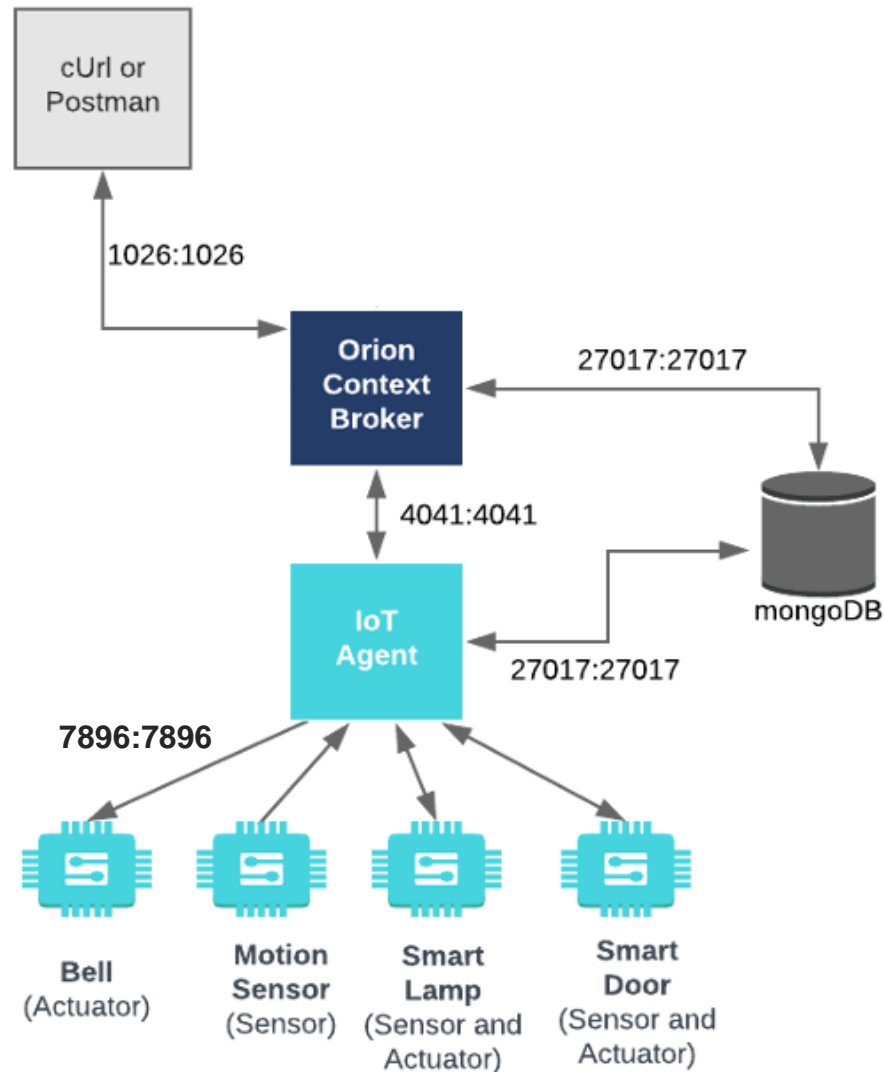 cUrl or
Postman
1026:1026
Orion
Context
Broker
27017:27017
4041:4041
mongoDB
IoT
Agent
27017:27017
7896:7896
Bell
(Actuator)
Motion
Sensor
(Sensor)
Smart
Lamp
(Sensor and
Actuator)
Smart
Door
(Sensor and
Actuator)